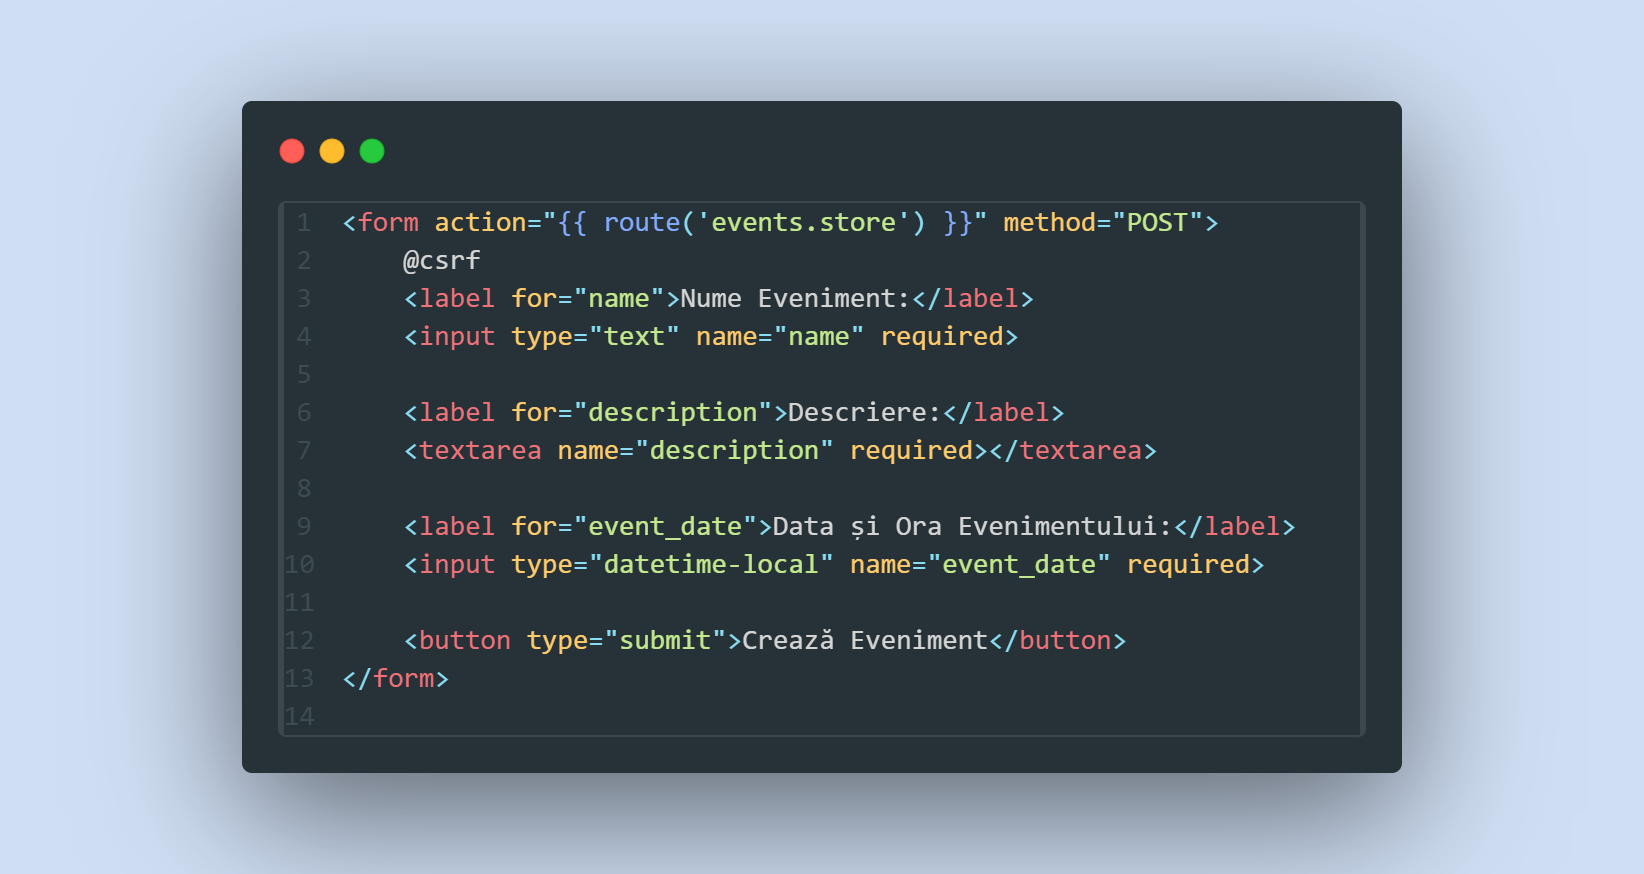 1 <form action="{{ route('events.store') }}" method="POST">
2     @csrf
3     <label for="name">Nume Eveniment:</label>
4     <input type="text" name="name" required>
5
6     <label for="description">Descriere:</label>
7     <textarea name="description" required></textarea>
8
9     <label for="event_date">Data și Ora Evenimentului:</label>
10     <input type="datetime-local" name="event_date" required>
11
12     <button type="submit">Crează Eveniment</button>
13 </form>
14